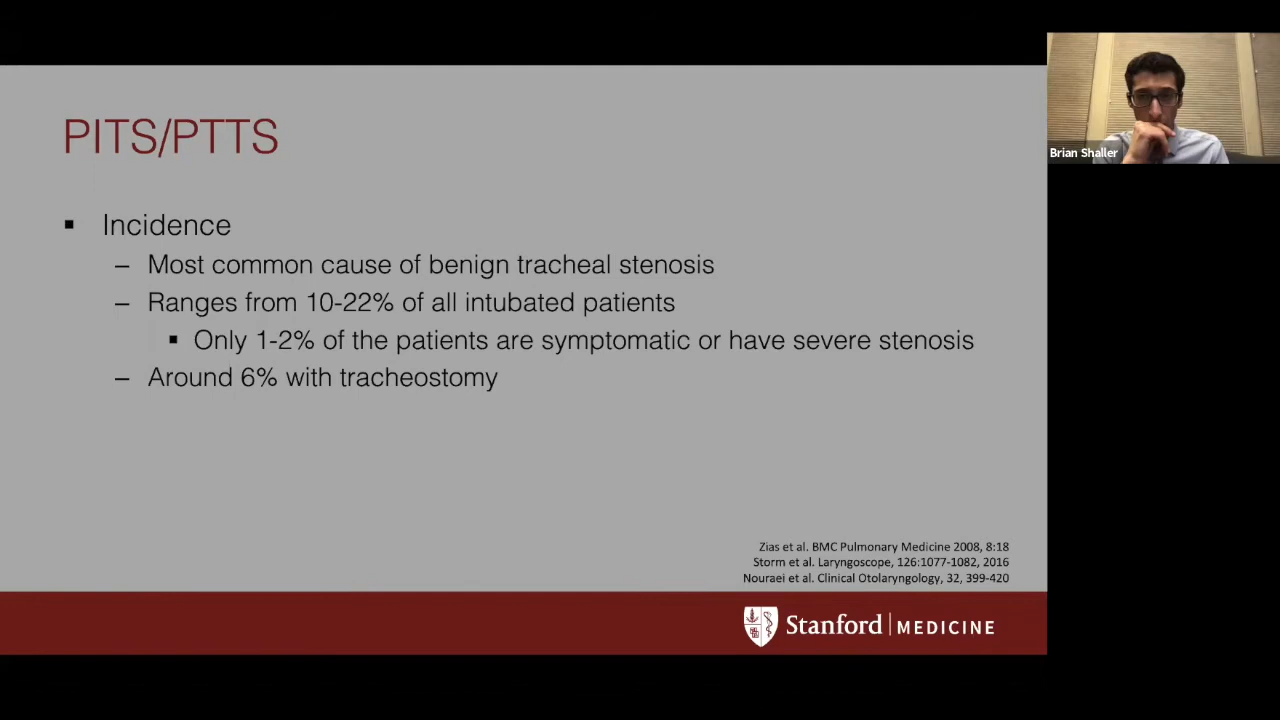 PITS/PTTS
▪ Incidence
– Most common cause of benign tracheal stenosis
– Ranges from 10-22% of all intubated patients
▪ Only 1-2% of the patients are symptomatic or have severe stenosis
– Around 6% with tracheostomy
Zias et al. BMC Pulmonary Medicine 2008, 8:18
Storm et al. Laryngoscope, 126:1077-1082, 2016
Nouraei et al. Clinical Otolaryngology, 32, 399-420
Stanford MEDICINE
Brian Shaller